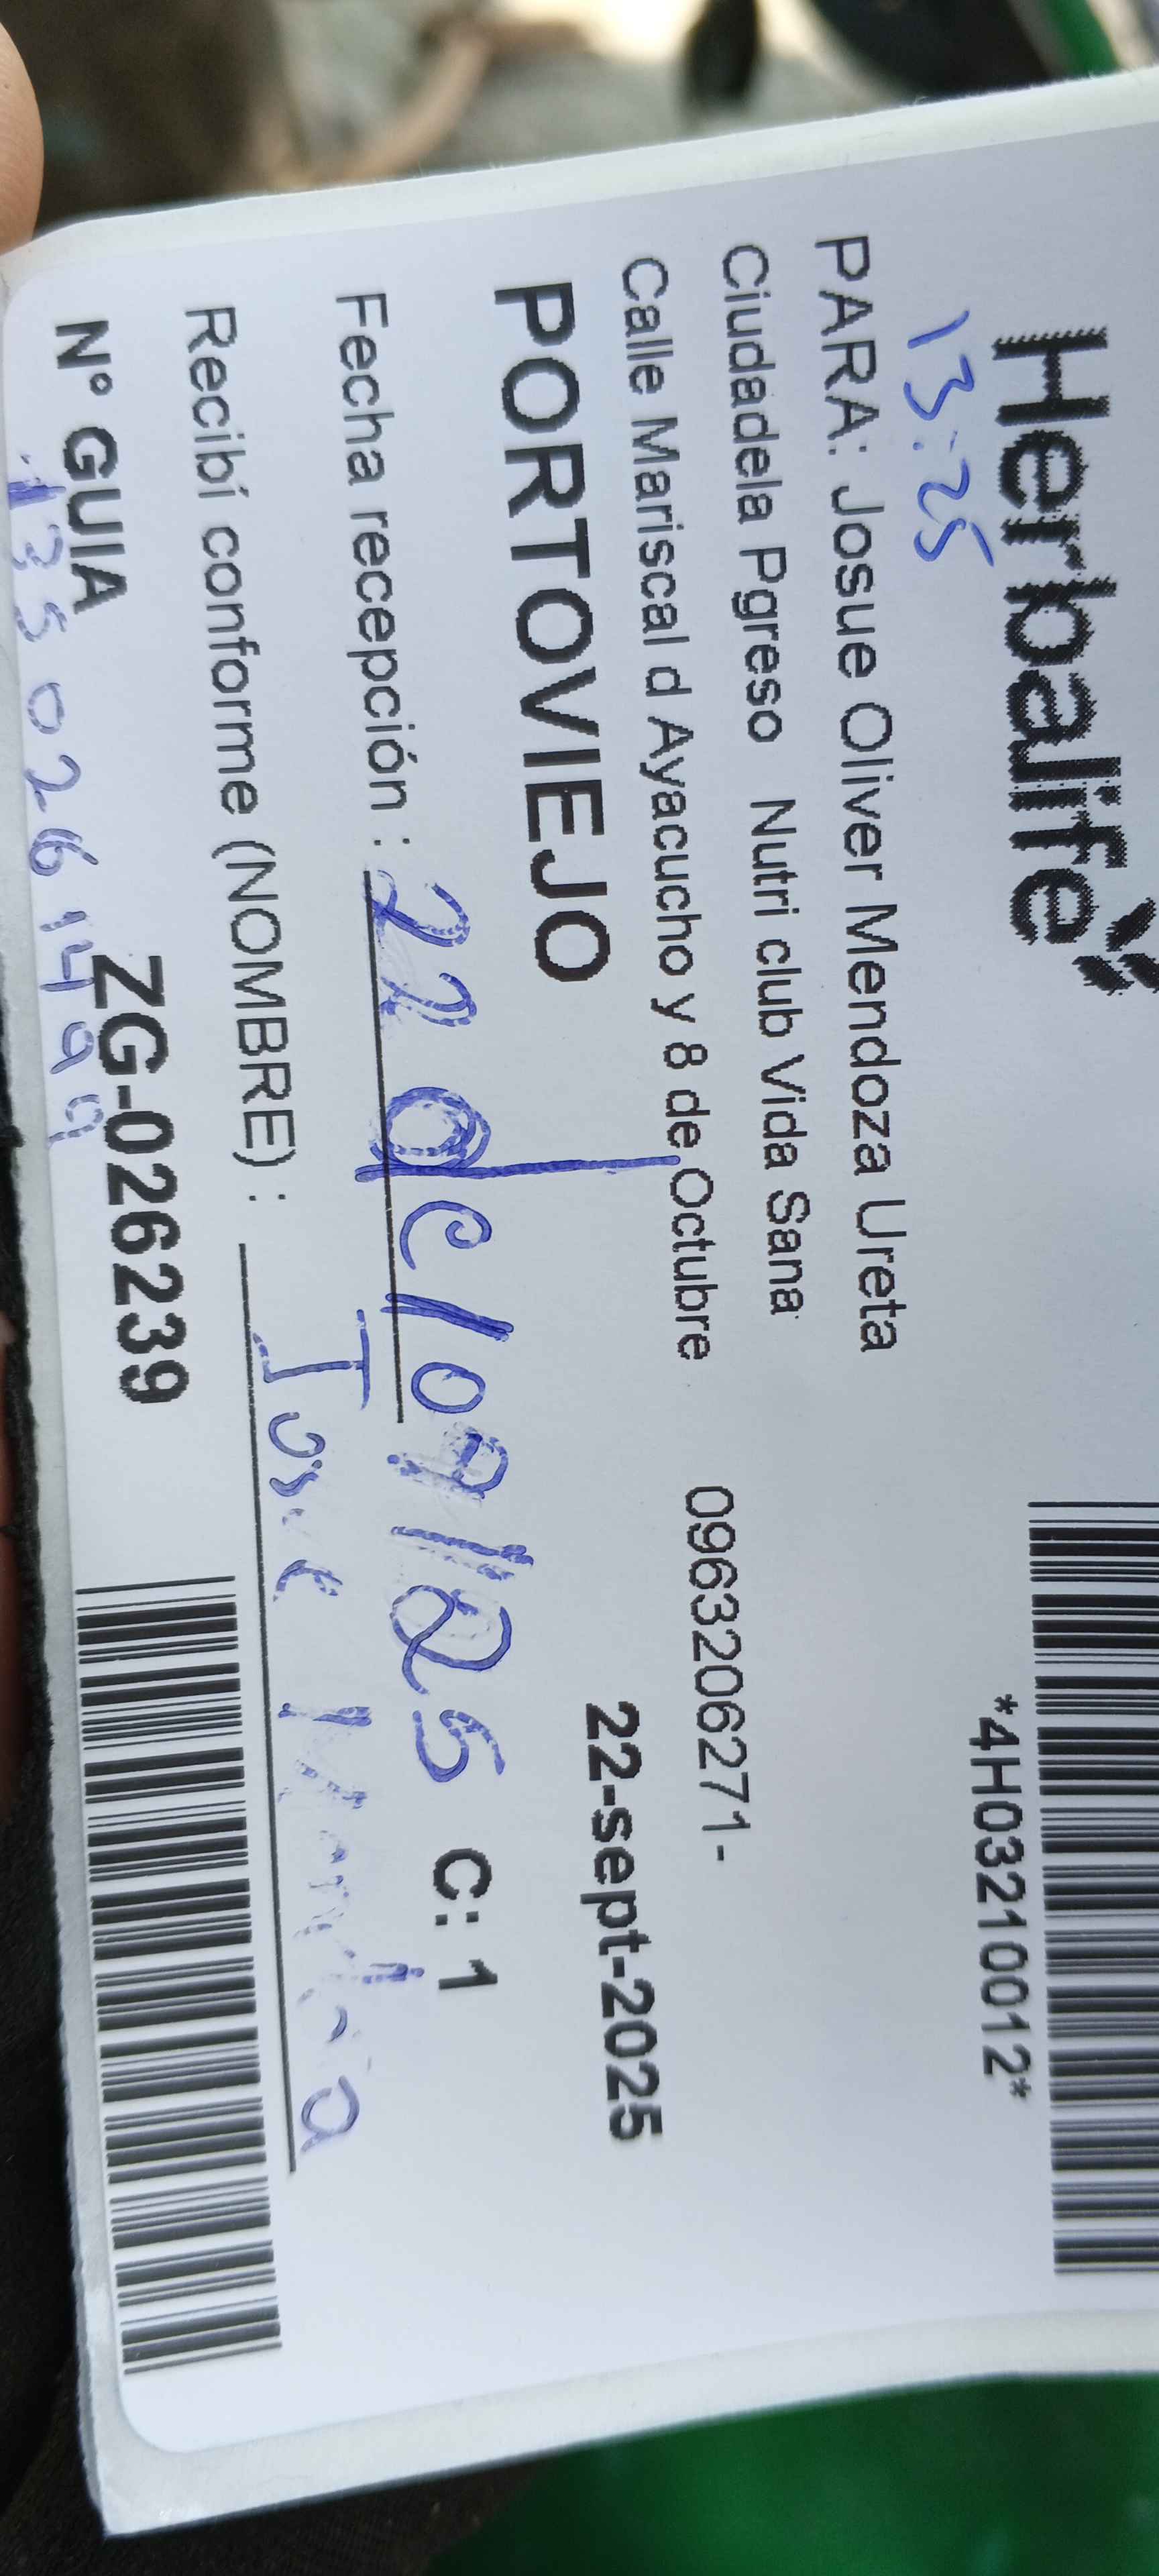 Herbalife
*4H03210012*
13:25
PARA: Josue Oliver Mendoza Ureta
Ciudadela Pgreso Nutri club Vida Sana
Calle Mariscal d Ayacucho y 8 de Octubre 0963206271-
PORTOVIEJO 22-sept-2025
Fecha recepción : 22 de/09/25 C: 1
Recibí conforme (NOMBRE) : Josue
N° GUIA ZG-026239